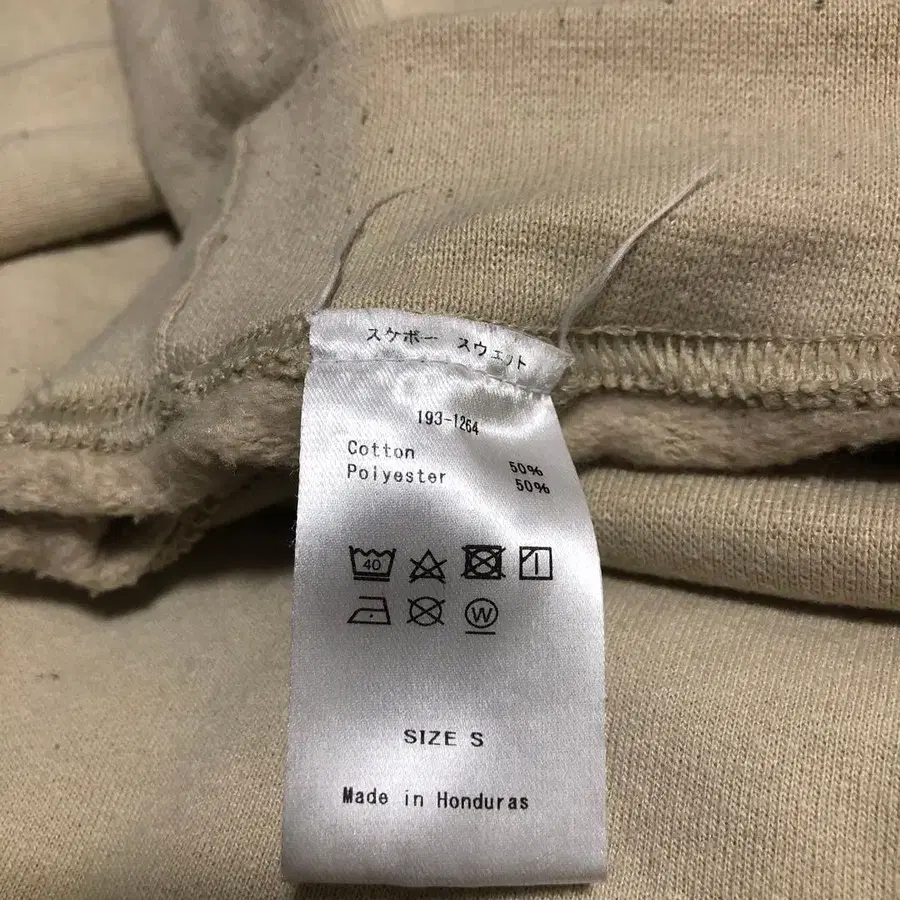 スケボー スウェット
193-1264
Cotton 50%
Polyester 50%
40
W
SIZE S
Made in Honduras